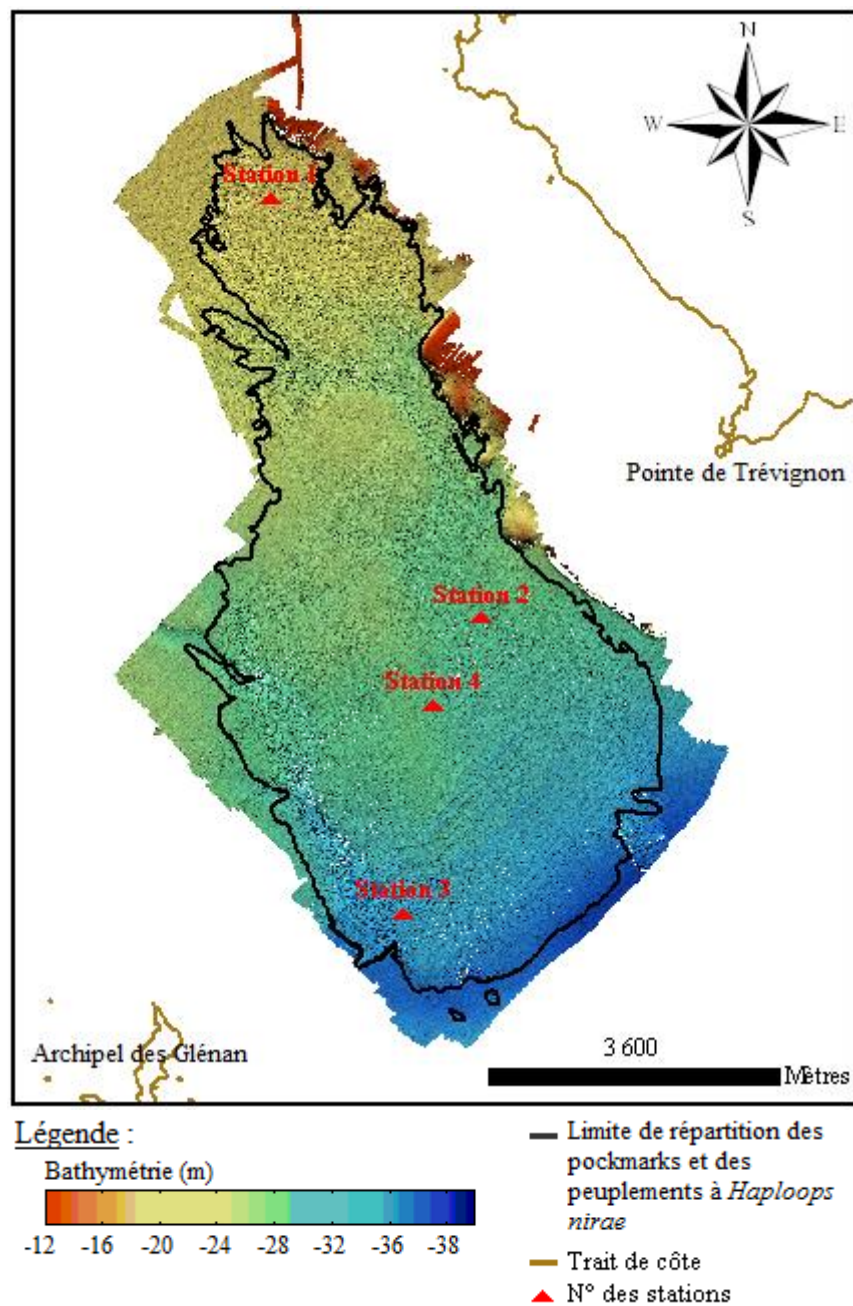 N
W E
S
Station 1
Pointe de Trévignon
Station 2
Station 4
Station 3
Archipel des Glénan
3 600
Mètres
Légende :
Bathymétrie (m)
-12 -16 -20 -24 -28 -32 -36 -38
Limite de répartition des
pockmarks et des
peuplements à Haploops
nirae
Trait de côte
N° des stations